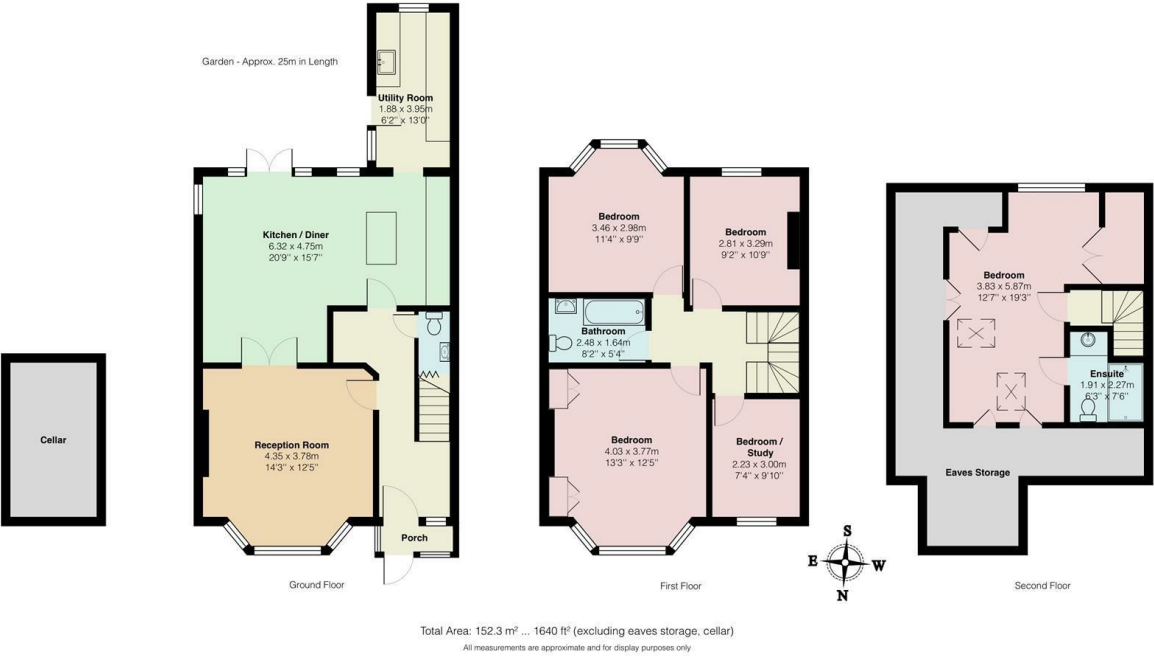 Garden - Approx. 25m in Length
Utility Room
1.88 x 3.95m
6'2'' x 13'0''
Kitchen / Diner
6.32 x 4.75m
20'9'' x 15'7''
Reception Room
4.35 x 3.78m
14'3'' x 12'5''
Cellar
Porch
Ground Floor
Bedroom
3.46 x 2.98m
11'4'' x 9'9''
Bedroom
2.81 x 3.29m
9'2'' x 10'9''
Bathroom
2.48 x 1.64m
8'2'' x 5'4''
Bedroom
4.03 x 3.77m
13'3'' x 12'5''
Bedroom /
Study
2.23 x 3.00m
7'4'' x 9'10''
First Floor
Bedroom
3.83 x 5.87m
12'7'' x 19'3''
Ensuite
1.91 x 2.27m
6'3'' x 7'6''
Eaves Storage
Second Floor
S
E W
N
Total Area: 152.3 m² ... 1640 ft² (excluding eaves storage, cellar)
All measurements are approximate and for display purposes only